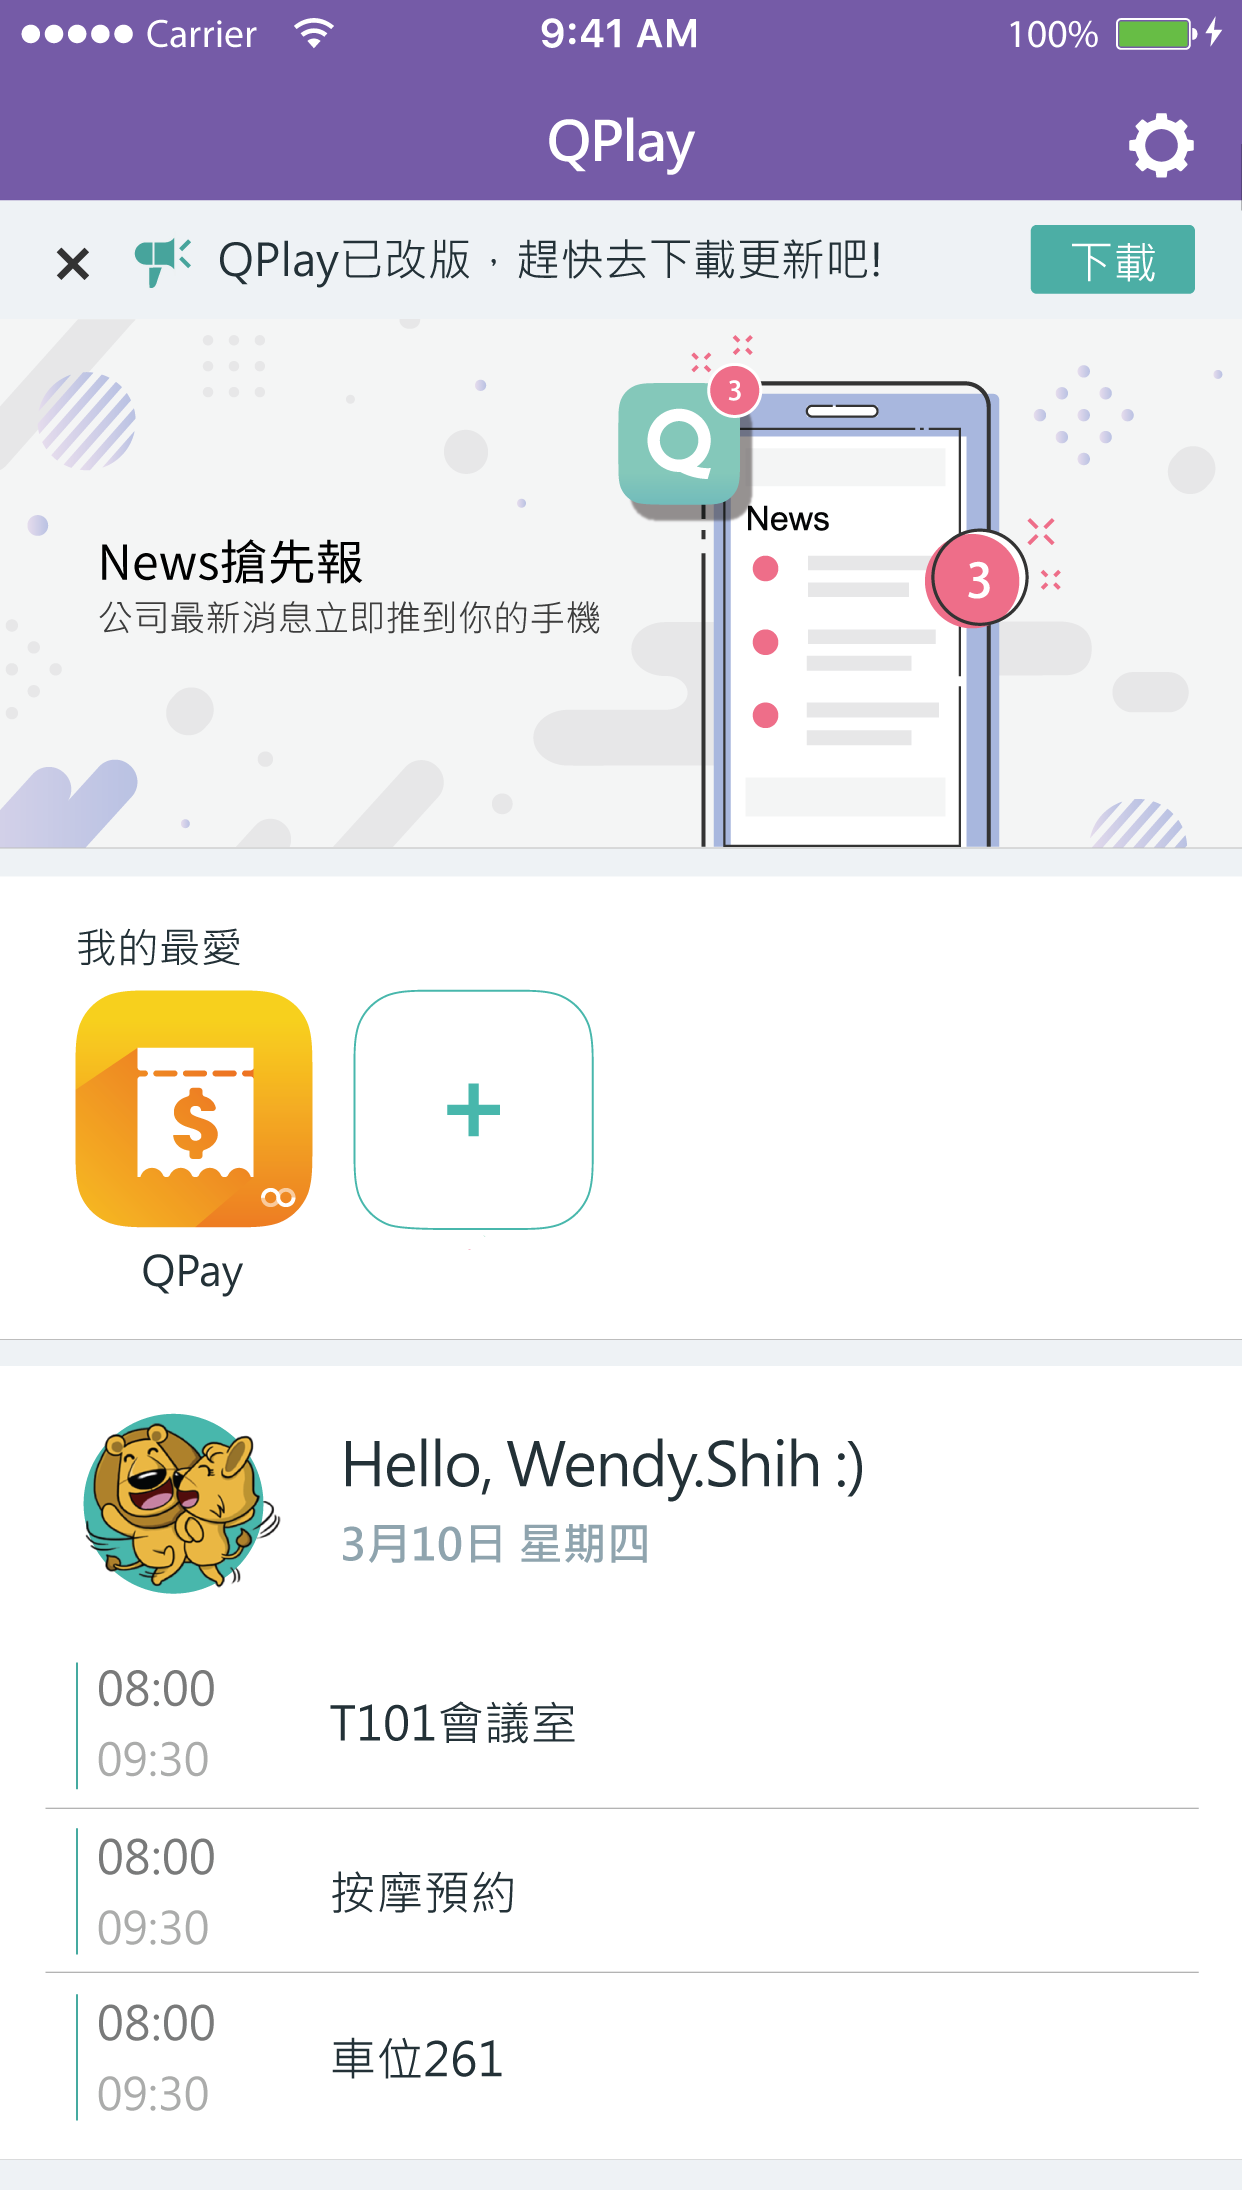 Carrier 9:41 AM 100%
QPlay
QPlay已改版，趕快去下載更新吧! 下載
Q 3
News
News搶先報
公司最新消息立即推到你的手機
3
我的最愛
$
QPay
Hello, Wendy.Shih :)
3月10日 星期四
08:00
09:30
T101會議室
08:00
09:30
按摩預約
08:00
09:30
車位261